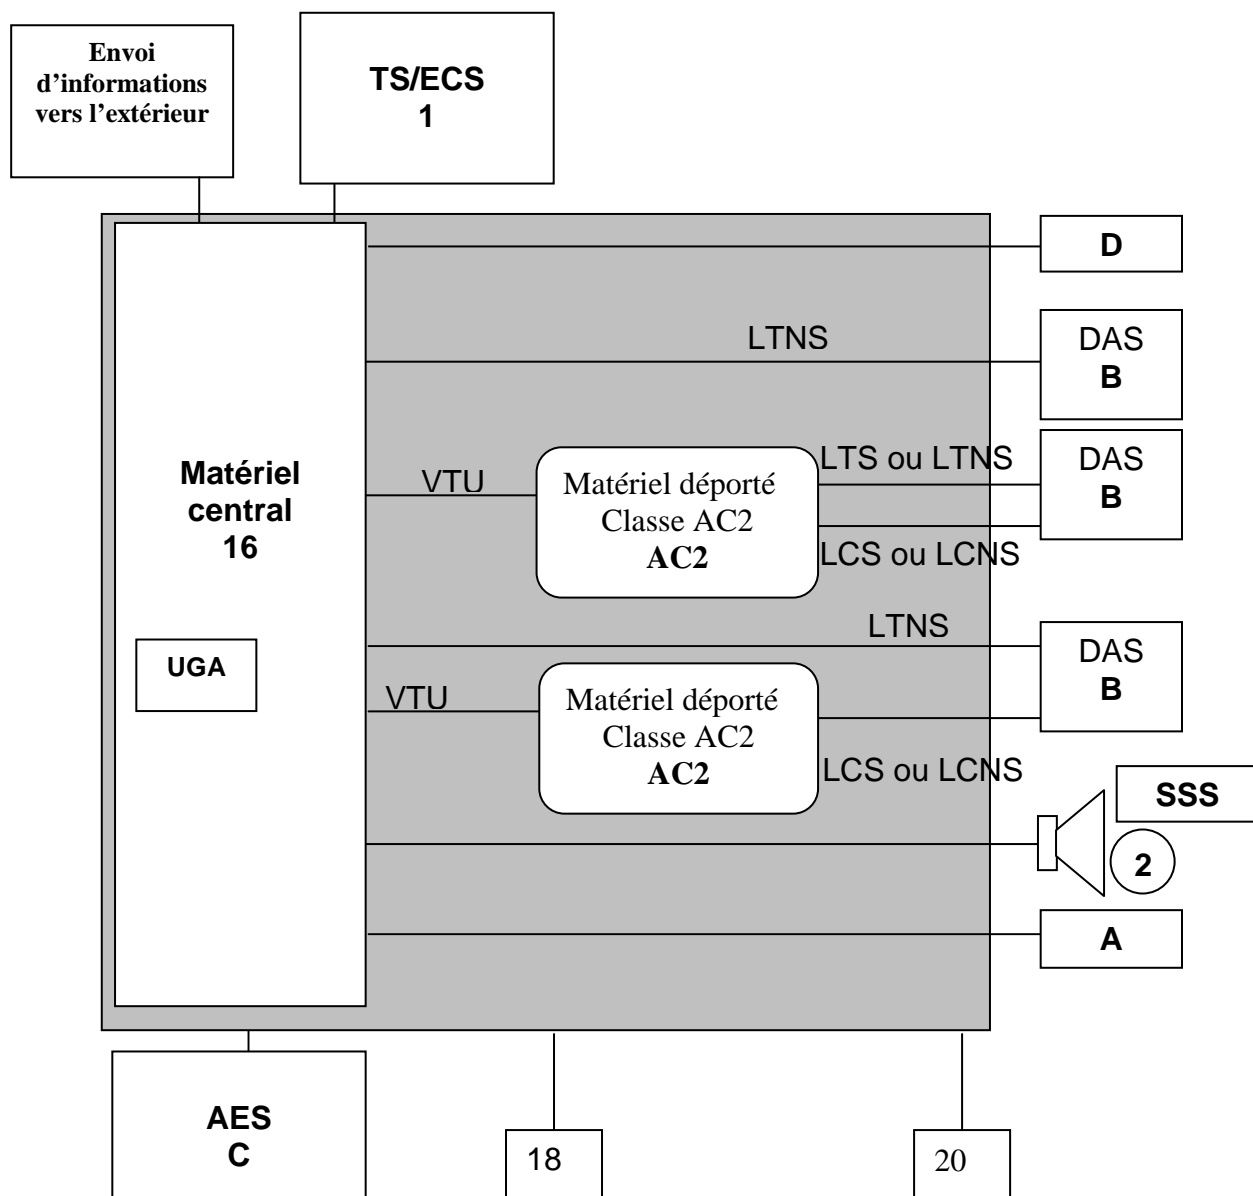 Envoi
d’informations
vers l’extérieur
TS/ECS
1
D
LTNS
DAS
B
Matériel
central
16
VTU
Matériel déporté
Classe AC2
AC2
LTS ou LTNS
LCS ou LCNS
DAS
B
UGA
LTNS
VTU
Matériel déporté
Classe AC2
AC2
LCS ou LCNS
DAS
B
SSS
2
A
AES
C
18
20